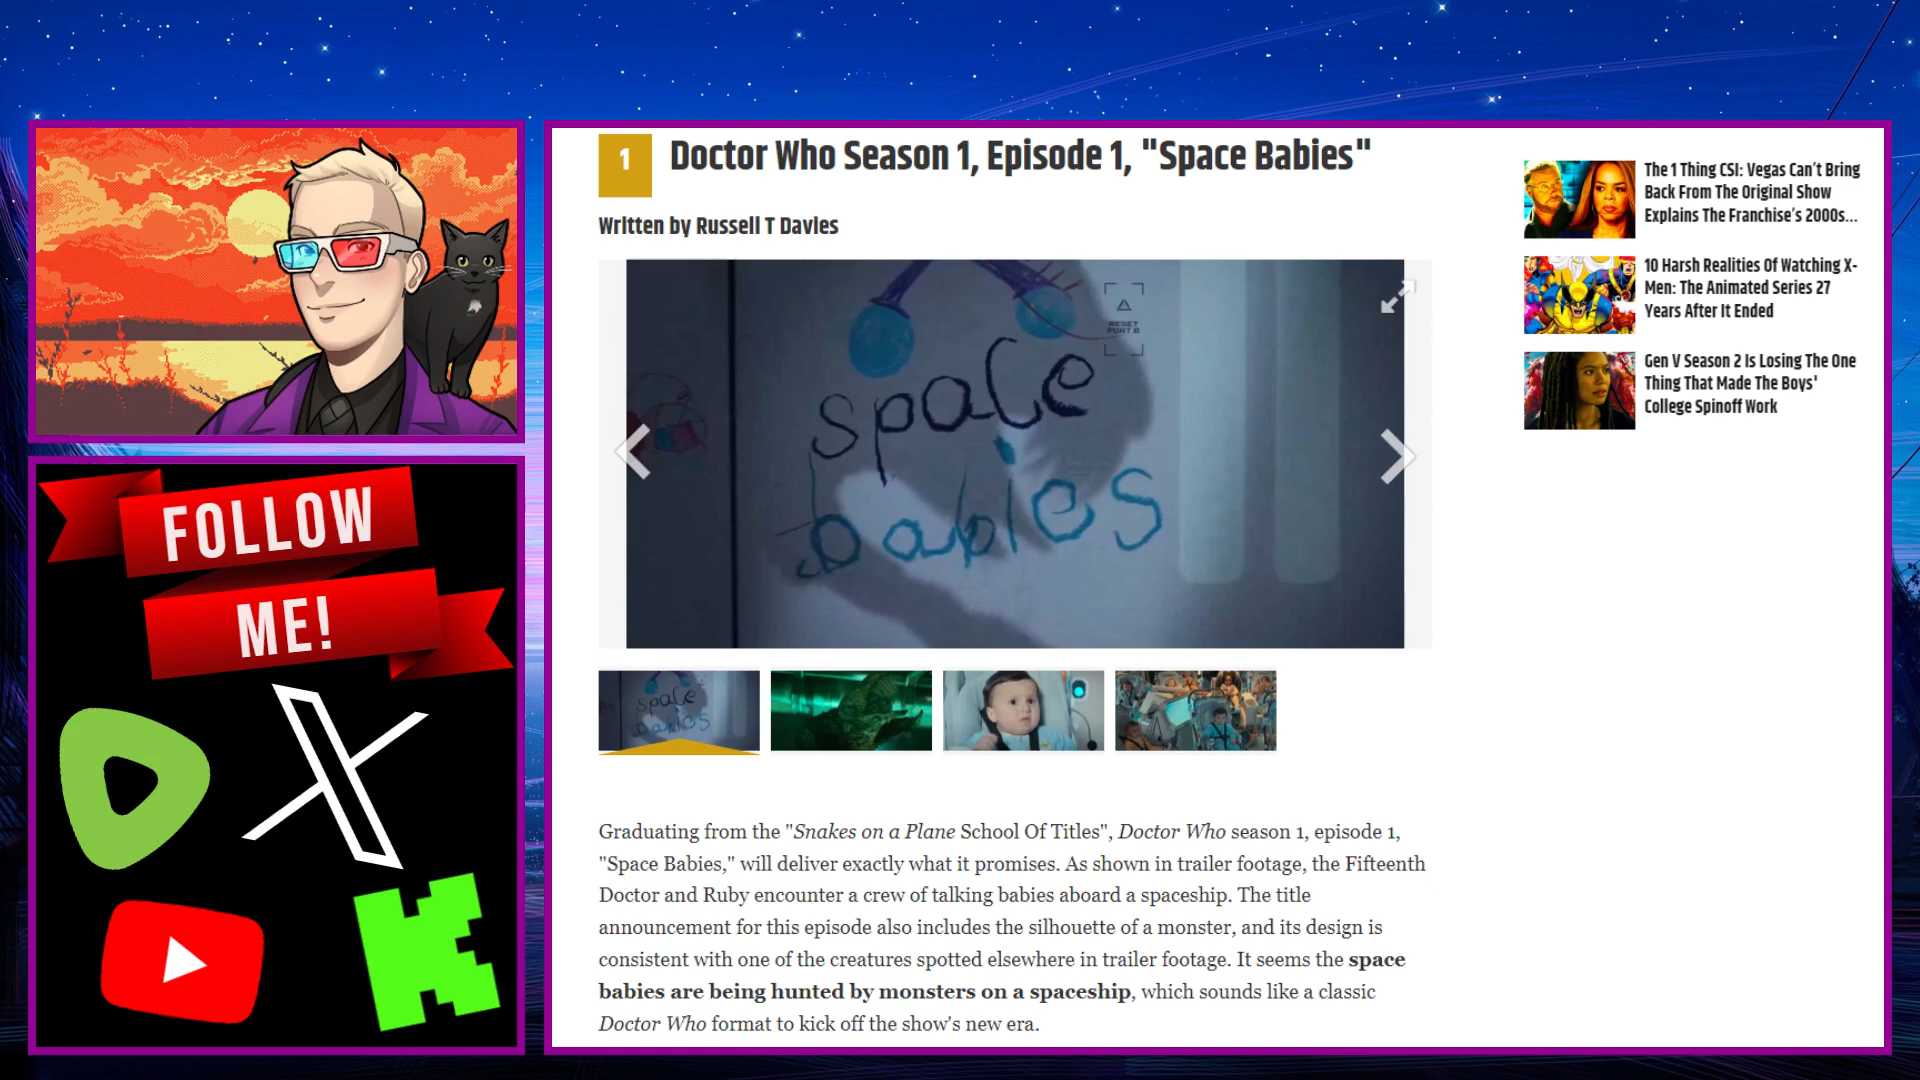 1
Doctor Who Season 1, Episode 1, "Space Babies"
Written by Russell T Davies
RESET
PORT B
space
babies
space
babies
Graduating from the "Snakes on a Plane School Of Titles", Doctor Who season 1, episode 1,
"Space Babies," will deliver exactly what it promises. As shown in trailer footage, the Fifteenth
Doctor and Ruby encounter a crew of talking babies aboard a spaceship. The title
announcement for this episode also includes the silhouette of a monster, and its design is
consistent with one of the creatures spotted elsewhere in trailer footage. It seems the space
babies are being hunted by monsters on a spaceship, which sounds like a classic
Doctor Who format to kick off the show's new era.
The 1 Thing CSI: Vegas Can't Bring
Back From The Original Show
Explains The Franchise's 2000s...
10 Harsh Realities Of Watching X-
Men: The Animated Series 27
Years After It Ended
Gen V Season 2 Is Losing The One
Thing That Made The Boys'
College Spinoff Work
FOLLOW
ME!